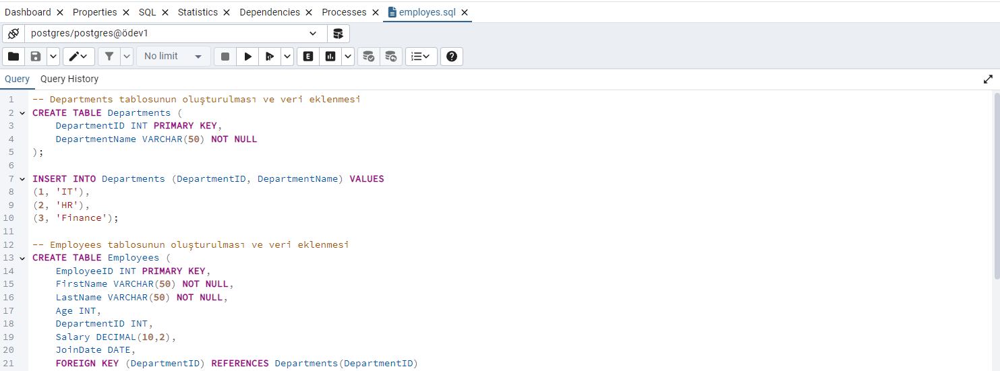 Dashboard × Properties × SQL × Statistics × Dependencies × Processes × employes.sql ×
postgres/postgres@ödev1
No limit
Query Query History
1 -- Departments tablosunun oluşturulması ve veri eklenmesi
2 CREATE TABLE Departments (
3 DepartmentID INT PRIMARY KEY,
4 DepartmentName VARCHAR(50) NOT NULL
5 );
6
7 INSERT INTO Departments (DepartmentID, DepartmentName) VALUES
8 (1, 'IT'),
9 (2, 'HR'),
10 (3, 'Finance');
11
12 -- Employees tablosunun oluşturulması ve veri eklenmesi
13 CREATE TABLE Employees (
14 EmployeeID INT PRIMARY KEY,
15 FirstName VARCHAR(50) NOT NULL,
16 LastName VARCHAR(50) NOT NULL,
17 Age INT,
18 DepartmentID INT,
19 Salary DECIMAL(10,2),
20 JoinDate DATE,
21 FOREIGN KEY (DepartmentID) REFERENCES Departments(DepartmentID)